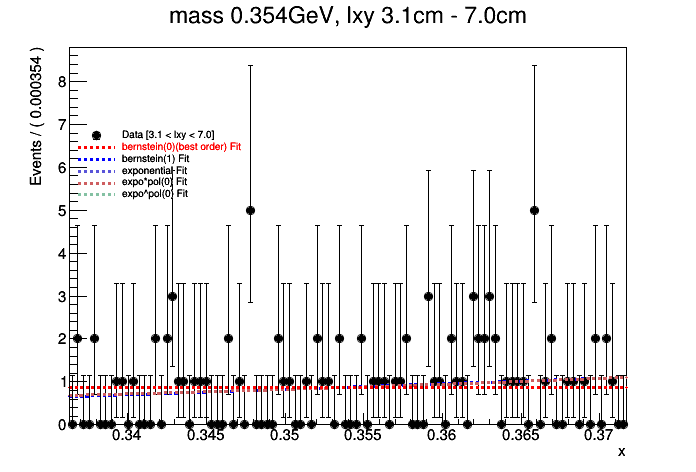 mass 0.354GeV, lxy 3.1cm - 7.0cm
Events / ( 0.000354 )
8
7
6
5
4
3
2
1
0
Data [3.1 < lxy < 7.0]
bernstein(0)(best order) Fit
bernstein(1) Fit
exponential Fit
expo*pol(0) Fit
expo^pol(0) Fit
0.34 0.345 0.35 0.355 0.36 0.365 0.37
x